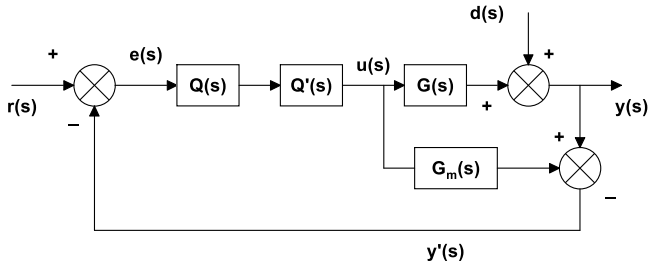 d(s)
+
e(s)
u(s)
+
Q(s)
Q'(s)
G(s)
r(s)
−
+
y(s)
+
Gm(s)
−
y'(s)